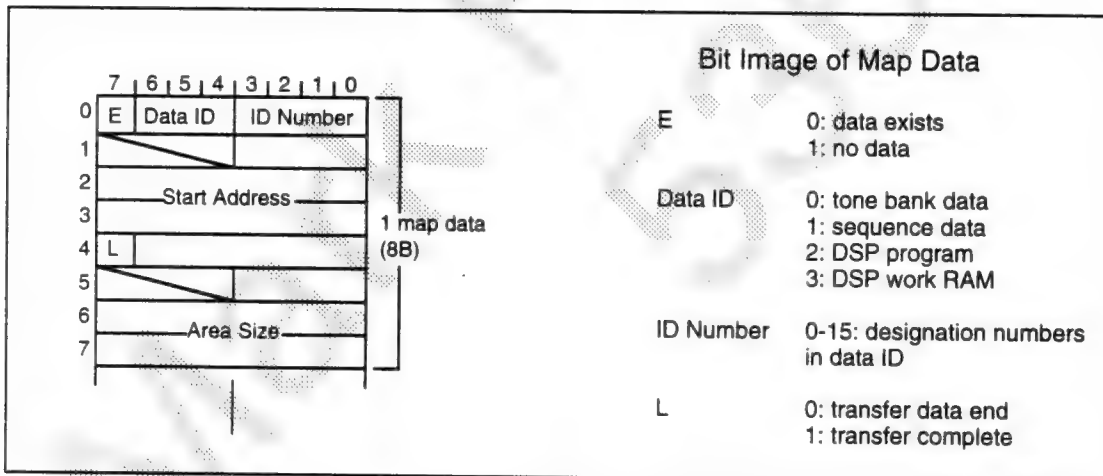 7 6 5 4 3 2 1 0
0 E Data ID ID Number
1
2
Start Address
3
4 L
5
6
Area Size
7
1 map data
(8B)
Bit Image of Map Data
E 0: data exists
1: no data
Data ID 0: tone bank data
1: sequence data
2: DSP program
3: DSP work RAM
ID Number 0-15: designation numbers
in data ID
L 0: transfer data end
1: transfer complete